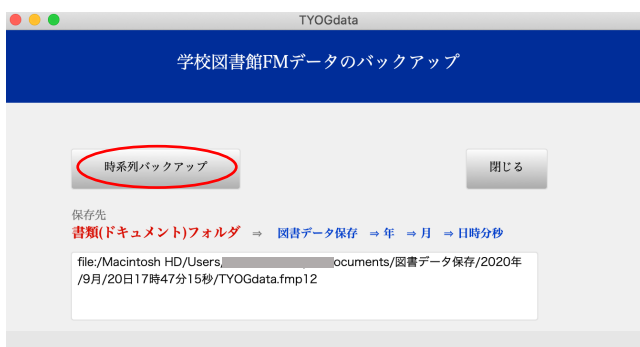 TYOGdata
学校図書館FMデータのバックアップ
時系列バックアップ 閉じる
保存先
書類(ドキュメント)フォルダ ⇒ 図書データ保存 ⇒年 ⇒月 ⇒日時分秒
file:/Macintosh HD/Users, ocuments/図書データ保存/2020年
/9月/20日17時47分15秒/TYOGdata.fmp12